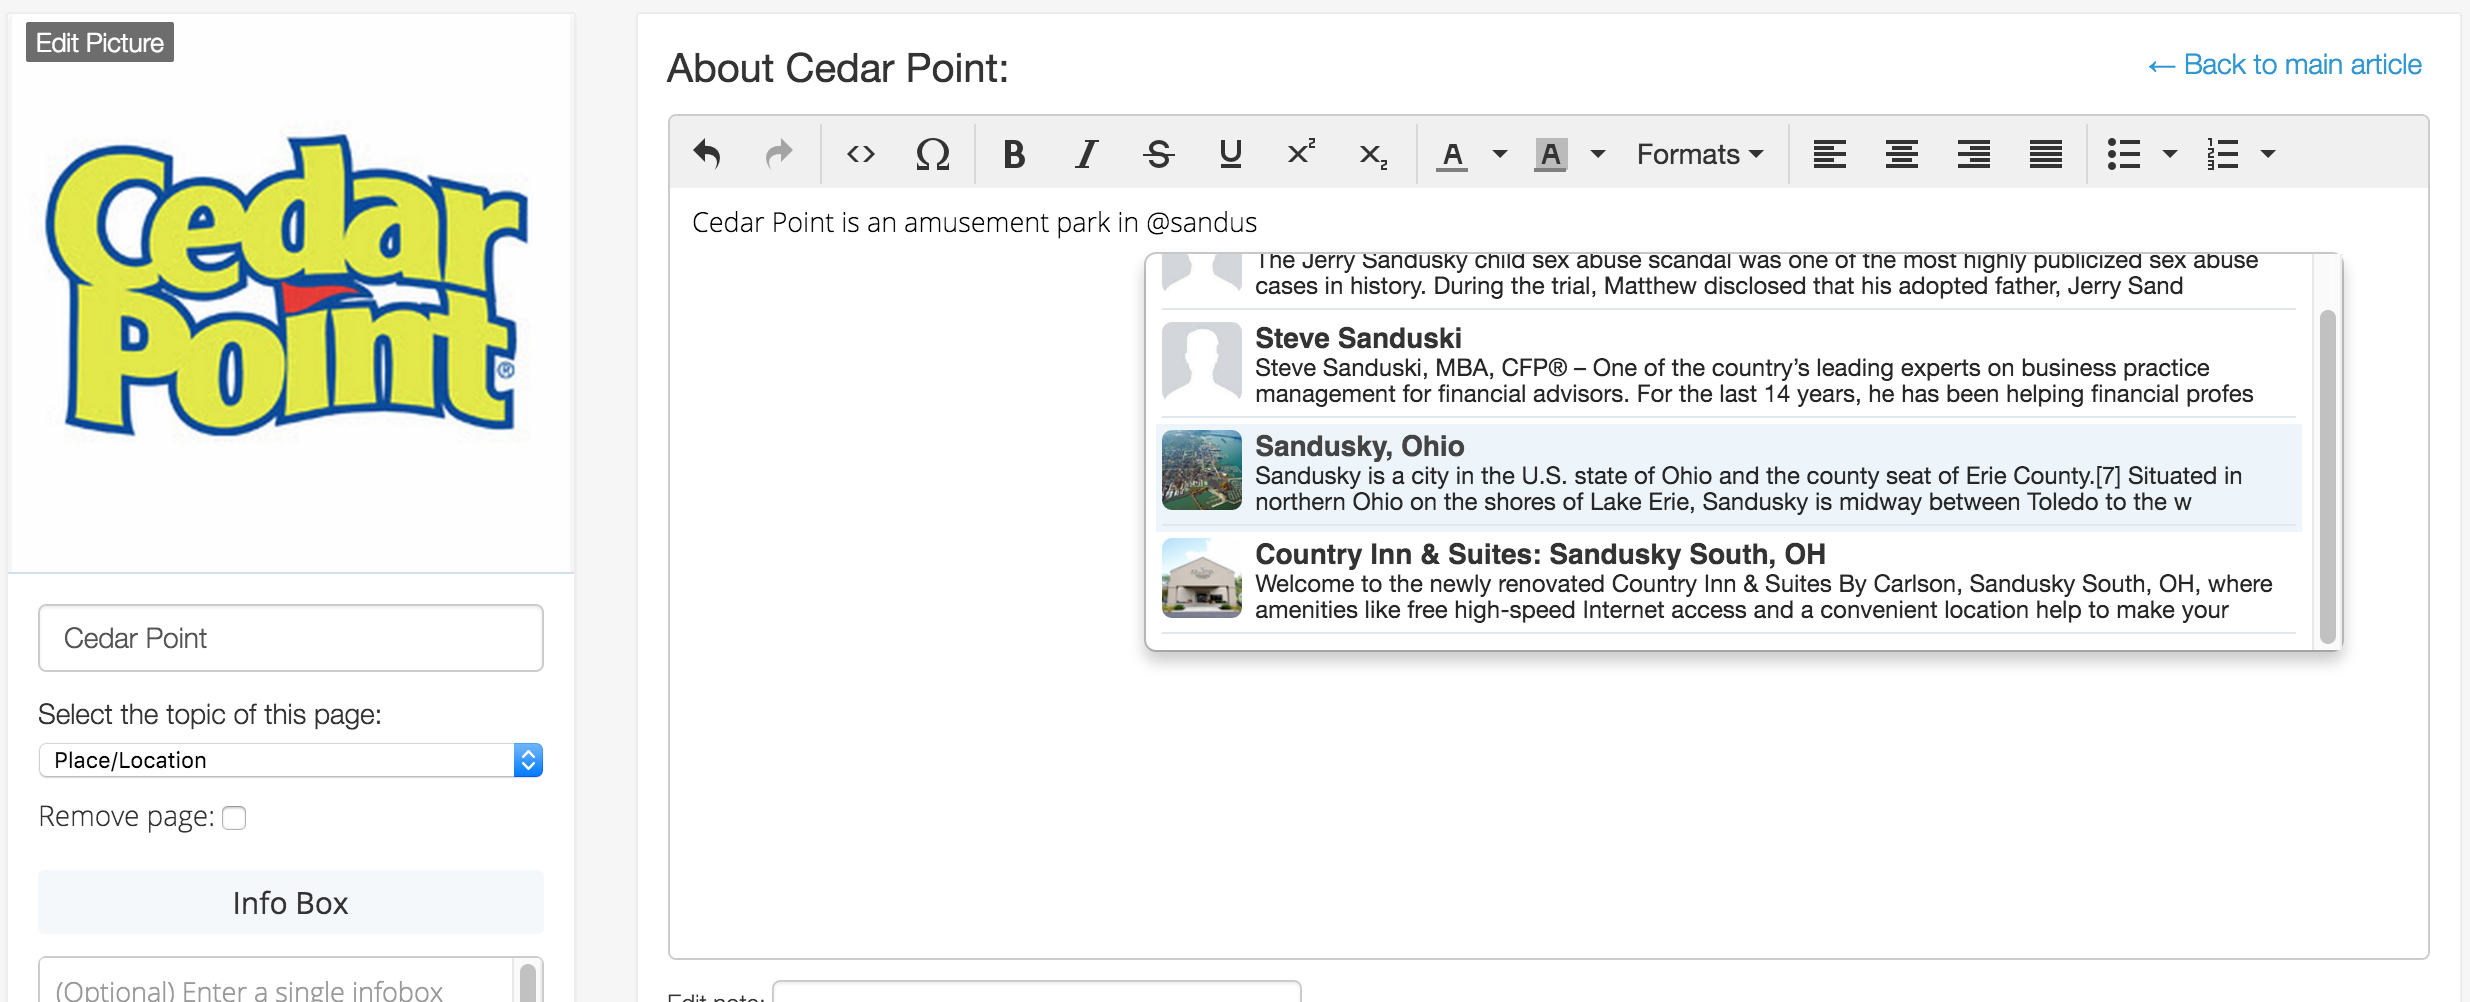 Edit Picture
Cedar
Point®
Cedar Point
Select the topic of this page:
Place/Location
Remove page:
Info Box
(Optional) Enter a single infobox
About Cedar Point:
← Back to main article
<> Ω B I S U X² X₂ A A Formats
Cedar Point is an amusement park in @sandus
The Jerry Sandusky child sex abuse scandal was one of the most highly publicized sex abuse
cases in history. During the trial, Matthew disclosed that his adopted father, Jerry Sand
Steve Sanduski
Steve Sanduski, MBA, CFP® – One of the country’s leading experts on business practice
management for financial advisors. For the last 14 years, he has been helping financial profes
Sandusky, Ohio
Sandusky is a city in the U.S. state of Ohio and the county seat of Erie County.[7] Situated in
northern Ohio on the shores of Lake Erie, Sandusky is midway between Toledo to the w
Country Inn & Suites: Sandusky South, OH
Welcome to the newly renovated Country Inn & Suites By Carlson, Sandusky South, OH, where
amenities like free high-speed Internet access and a convenient location help to make your
Edit note: